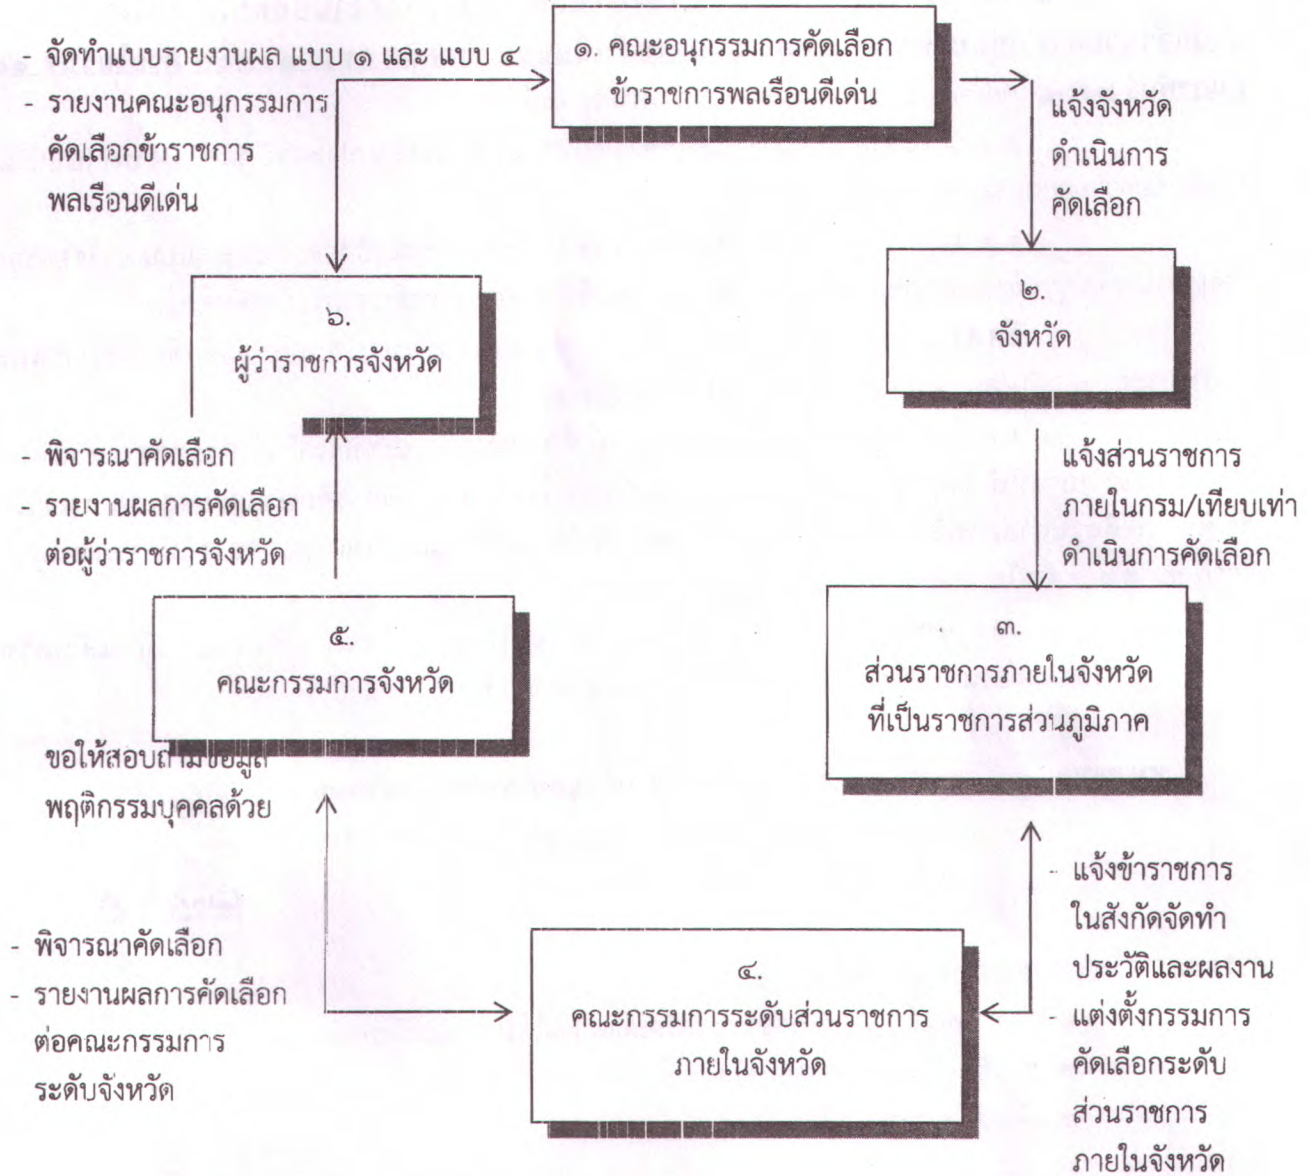 - จัดทำแบบรายงานผล แบบ ๑ และ แบบ ๔
- รายงานคณะอนุกรรมการ
คัดเลือกข้าราชการ
พลเรือนดีเด่น
๑. คณะอนุกรรมการคัดเลือก
ข้าราชการพลเรือนดีเด่น
แจ้งจังหวัด
ดำเนินการ
คัดเลือก
๒.
จังหวัด
แจ้งส่วนราชการ
ภายในกรม/เทียบเท่า
ดำเนินการคัดเลือก
๓.
ส่วนราชการภายในจังหวัด
ที่เป็นราชการส่วนภูมิภาค
- แจ้งข้าราชการ
ในสังกัดจัดทำ
ประวัติและผลงาน
- แต่งตั้งกรรมการ
คัดเลือกระดับ
ส่วนราชการ
ภายในจังหวัด
๔.
คณะกรรมการระดับส่วนราชการ
ภายในจังหวัด
- พิจารณาคัดเลือก
- รายงานผลการคัดเลือก
ต่อคณะกรรมการ
ระดับจังหวัด
ขอให้สอบถามข้อมูล
พฤติกรรมบุคคลด้วย
๕.
คณะกรรมการจังหวัด
- พิจารณาคัดเลือก
- รายงานผลการคัดเลือก
ต่อผู้ว่าราชการจังหวัด
๖.
ผู้ว่าราชการจังหวัด